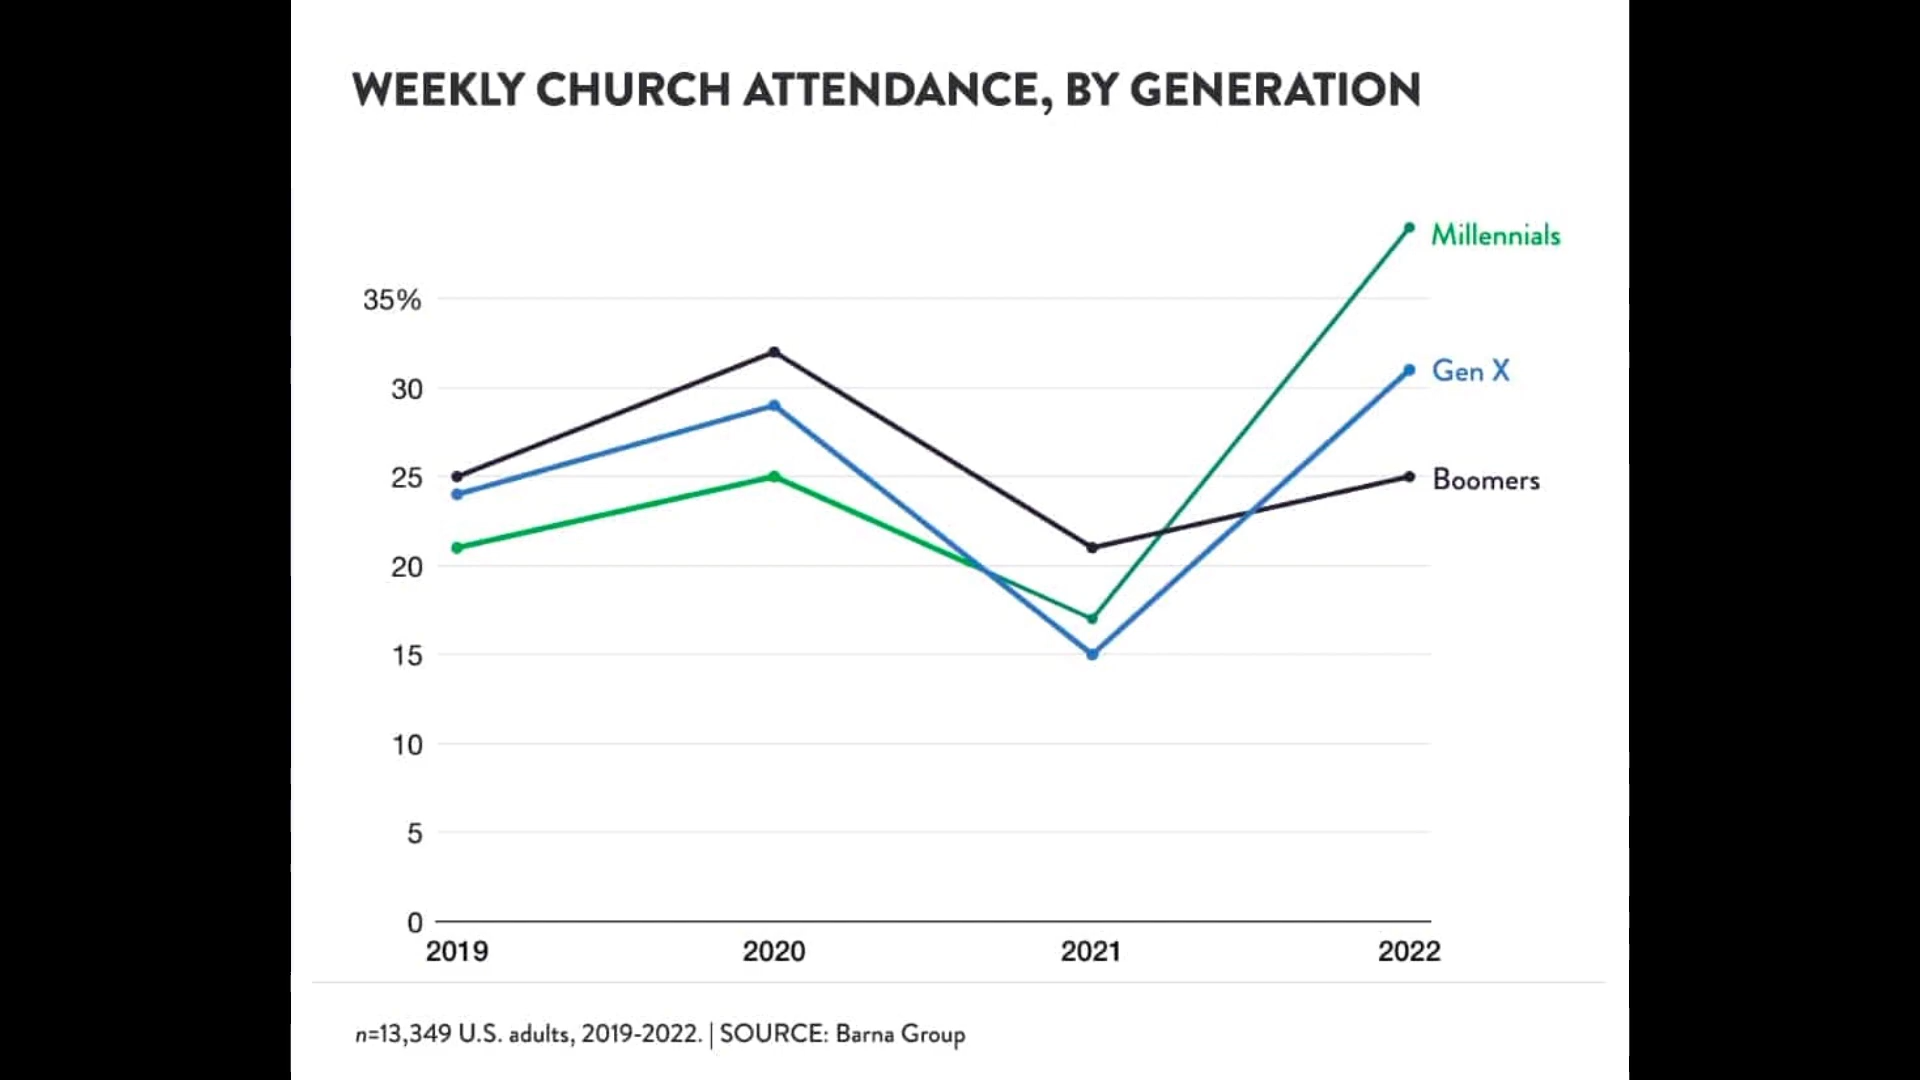 WEEKLY CHURCH ATTENDANCE, BY GENERATION
Millennials
35%
Gen X
30
25
Boomers
20
15
10
5
0
2019 2020 2021 2022
n=13,349 U.S. adults, 2019-2022. | SOURCE: Barna Group